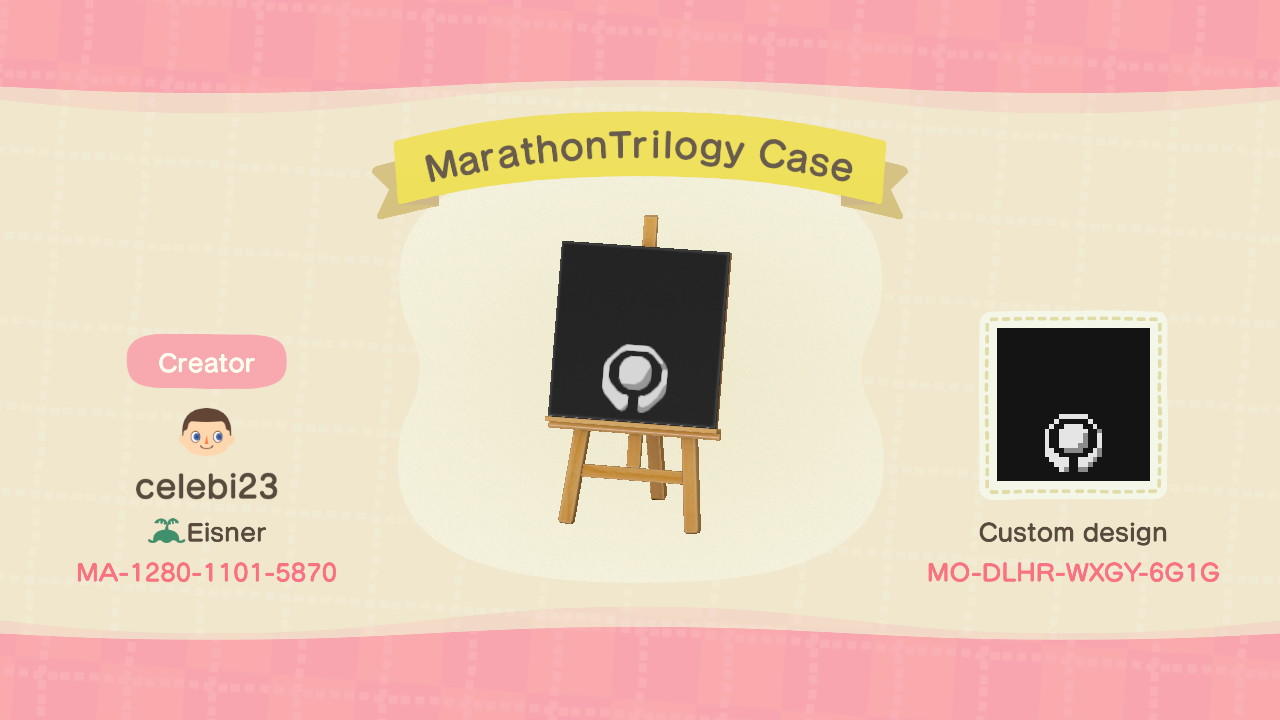 MarathonTrilogy Case
Creator
celebi23
Eisner
MA-1280-1101-5870
Custom design
MO-DLHR-WXGY-6G1G